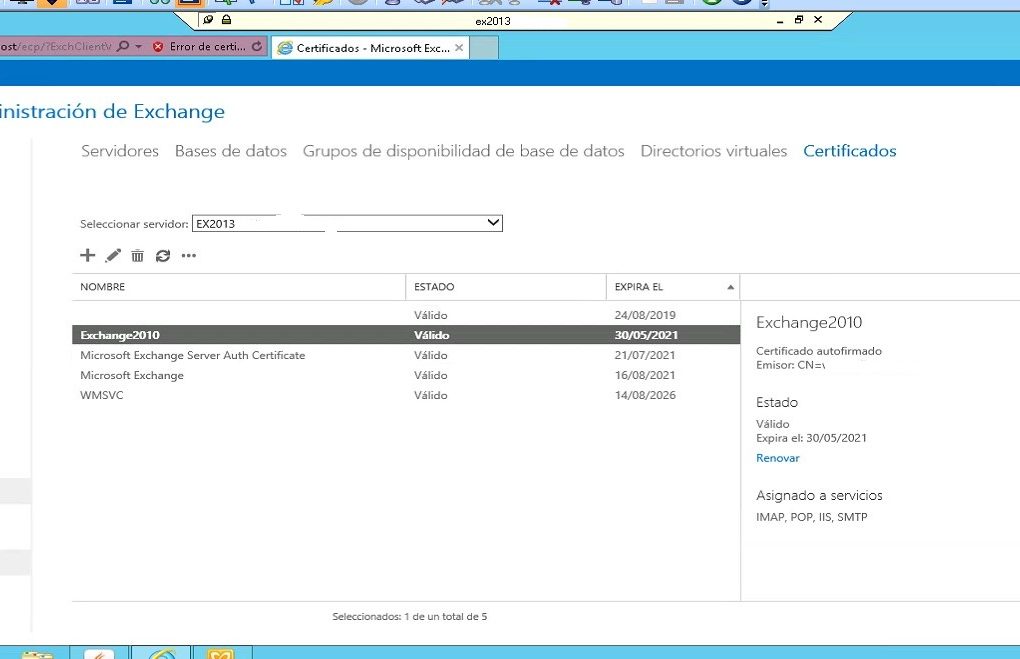 ex2013
ost/ecp/?ExchClientV Error de certi... Certificados - Microsoft Exc...
inistración de Exchange
Servidores Bases de datos Grupos de disponibilidad de base de datos Directorios virtuales Certificados
Seleccionar servidor: EX2013
NOMBRE ESTADO EXPIRA EL
Válido 24/08/2019
Exchange2010 Válido 30/05/2021
Microsoft Exchange Server Auth Certificate Válido 21/07/2021
Microsoft Exchange Válido 16/08/2021
WMSVC Válido 14/08/2026
Exchange2010
Certificado autofirmado
Emisor: CN=
Estado
Válido
Expira el: 30/05/2021
Renovar
Asignado a servicios
IMAP, POP, IIS, SMTP
Seleccionados: 1 de un total de 5